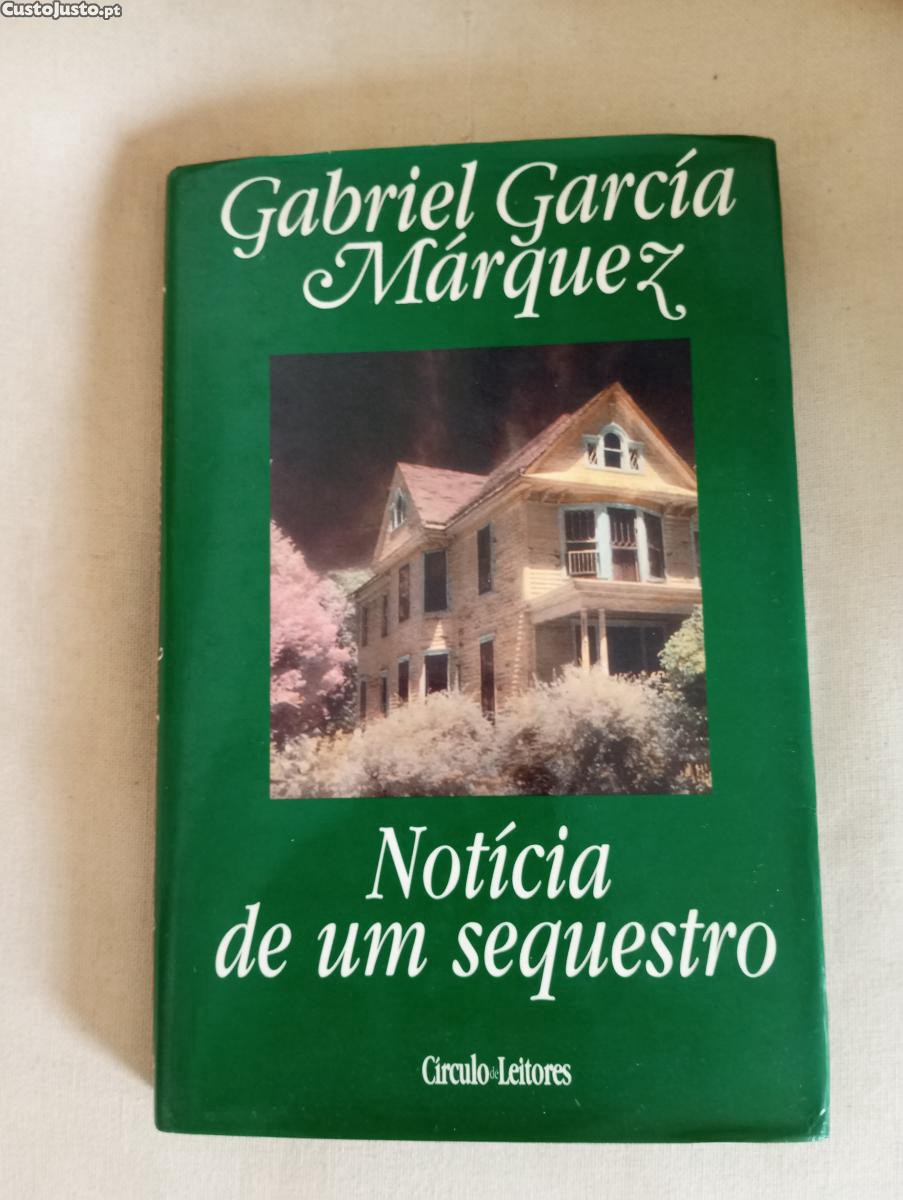 CustoJusto.pt
Gabriel García
Márquez
Notícia
de um sequestro
Círculo de Leitores